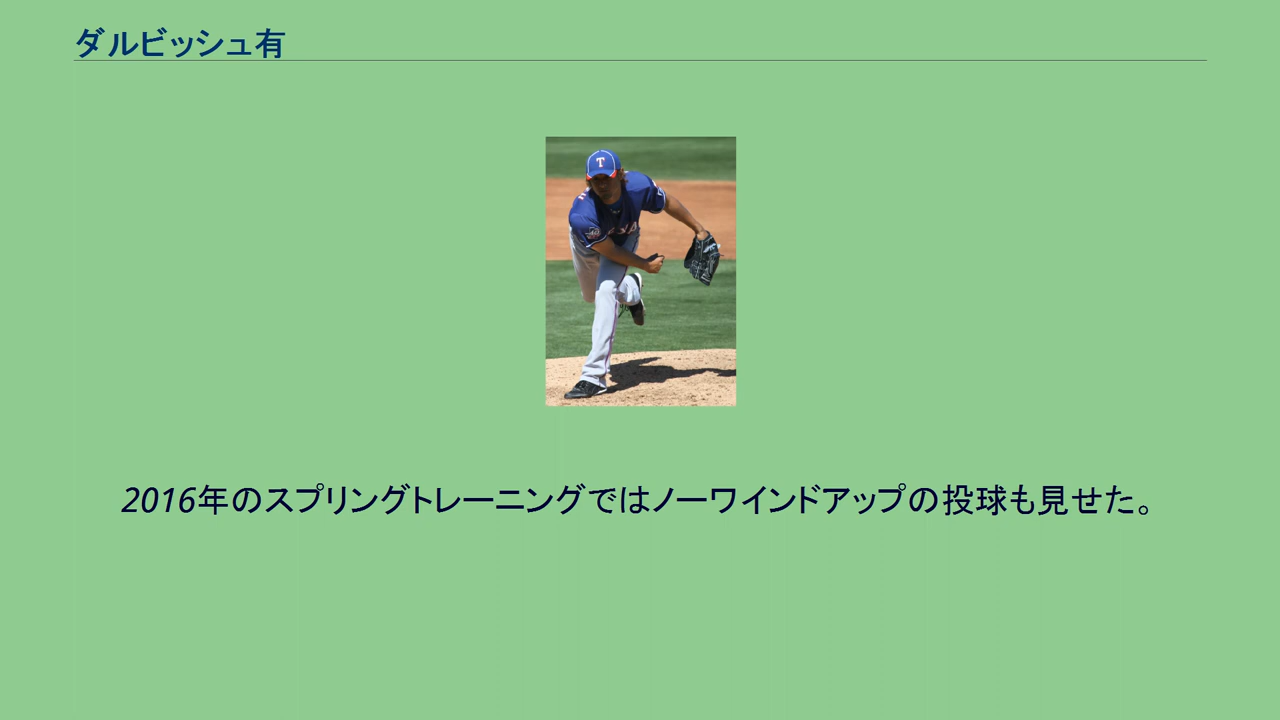 ダルビッシュ有
T
2016年のスプリングトレーニングではノーワインドアップの投球も見せた。